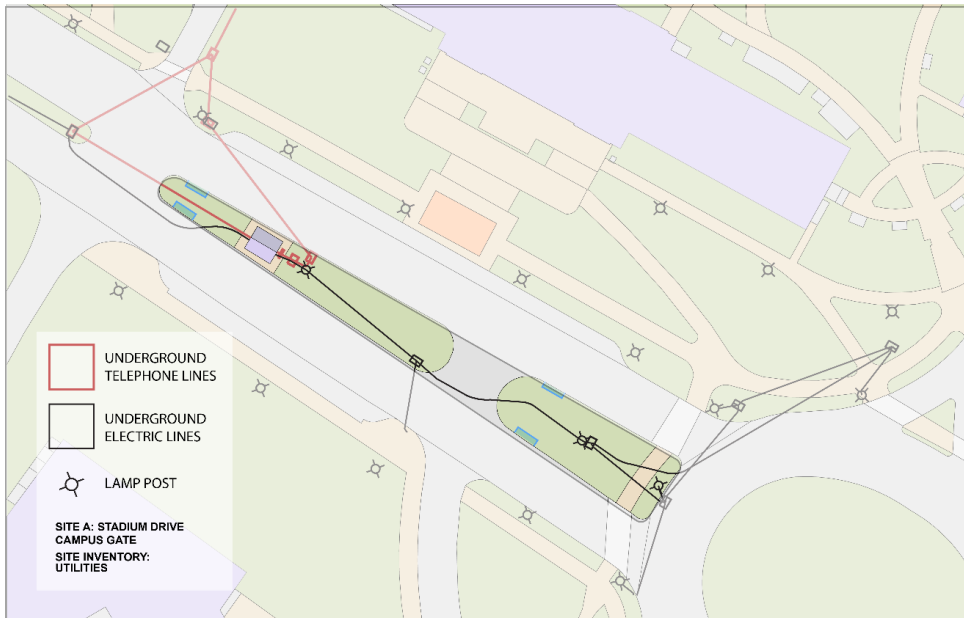 UNDERGROUND
TELEPHONE LINES
UNDERGROUND
ELECTRIC LINES
LAMP POST
SITE A: STADIUM DRIVE
CAMPUS GATE
SITE INVENTORY:
UTILITIES